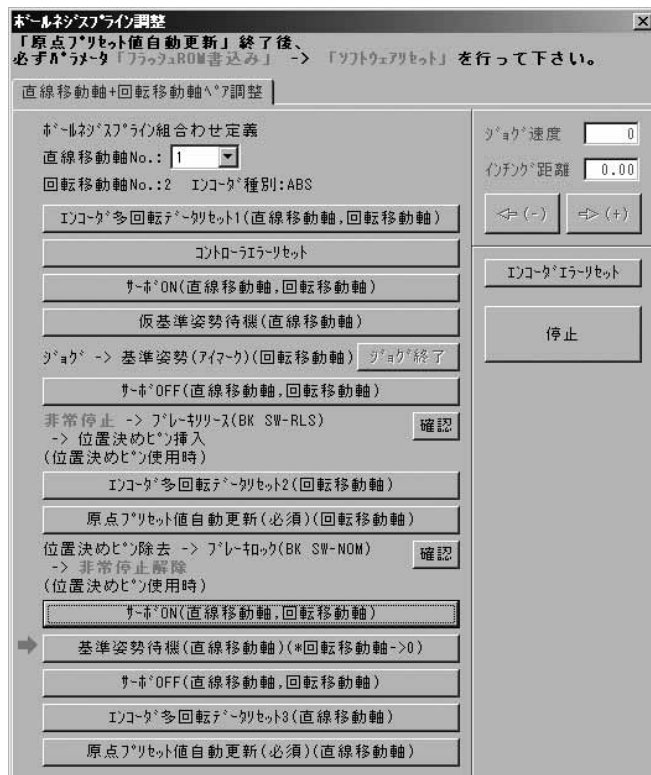 ボールネジスプライン調整
「原点プリセット値自動更新」終了後、
必ずパラメータ「フラッシュROM書込み」 -> 「ソフトウェアリセット」を行って下さい。
直線移動軸+回転移動軸ペア調整
ボールネジスプライン組合わせ定義
直線移動軸No.: 1
回転移動軸No.:2 エンコーダ種別:ABS
エンコーダ多回転データリセット1(直線移動軸,回転移動軸)
コントローラエラーリセット
サーボON(直線移動軸,回転移動軸)
仮基準姿勢待機(直線移動軸)
ジョグ -> 基準姿勢(アイマーク)(回転移動軸) ジョグ終了
サーボOFF(直線移動軸,回転移動軸)
非常停止 -> ブレーキリリース(BK SW-RLS) 確認
-> 位置決めピン挿入
(位置決めピン使用時)
エンコーダ多回転データリセット2(回転移動軸)
原点プリセット値自動更新(必須)(回転移動軸)
位置決めピン除去 -> ブレーキロック(BK SW-NOM) 確認
-> 非常停止解除
(位置決めピン使用時)
サーボON(直線移動軸,回転移動軸)
基準姿勢待機(直線移動軸)(*回転移動軸->0)
サーボOFF(直線移動軸,回転移動軸)
エンコーダ多回転データリセット3(直線移動軸)
原点プリセット値自動更新(必須)(直線移動軸)
ジョグ速度 0
インチング距離 0.00
(-) (+)
エンコーダエラーリセット
停止